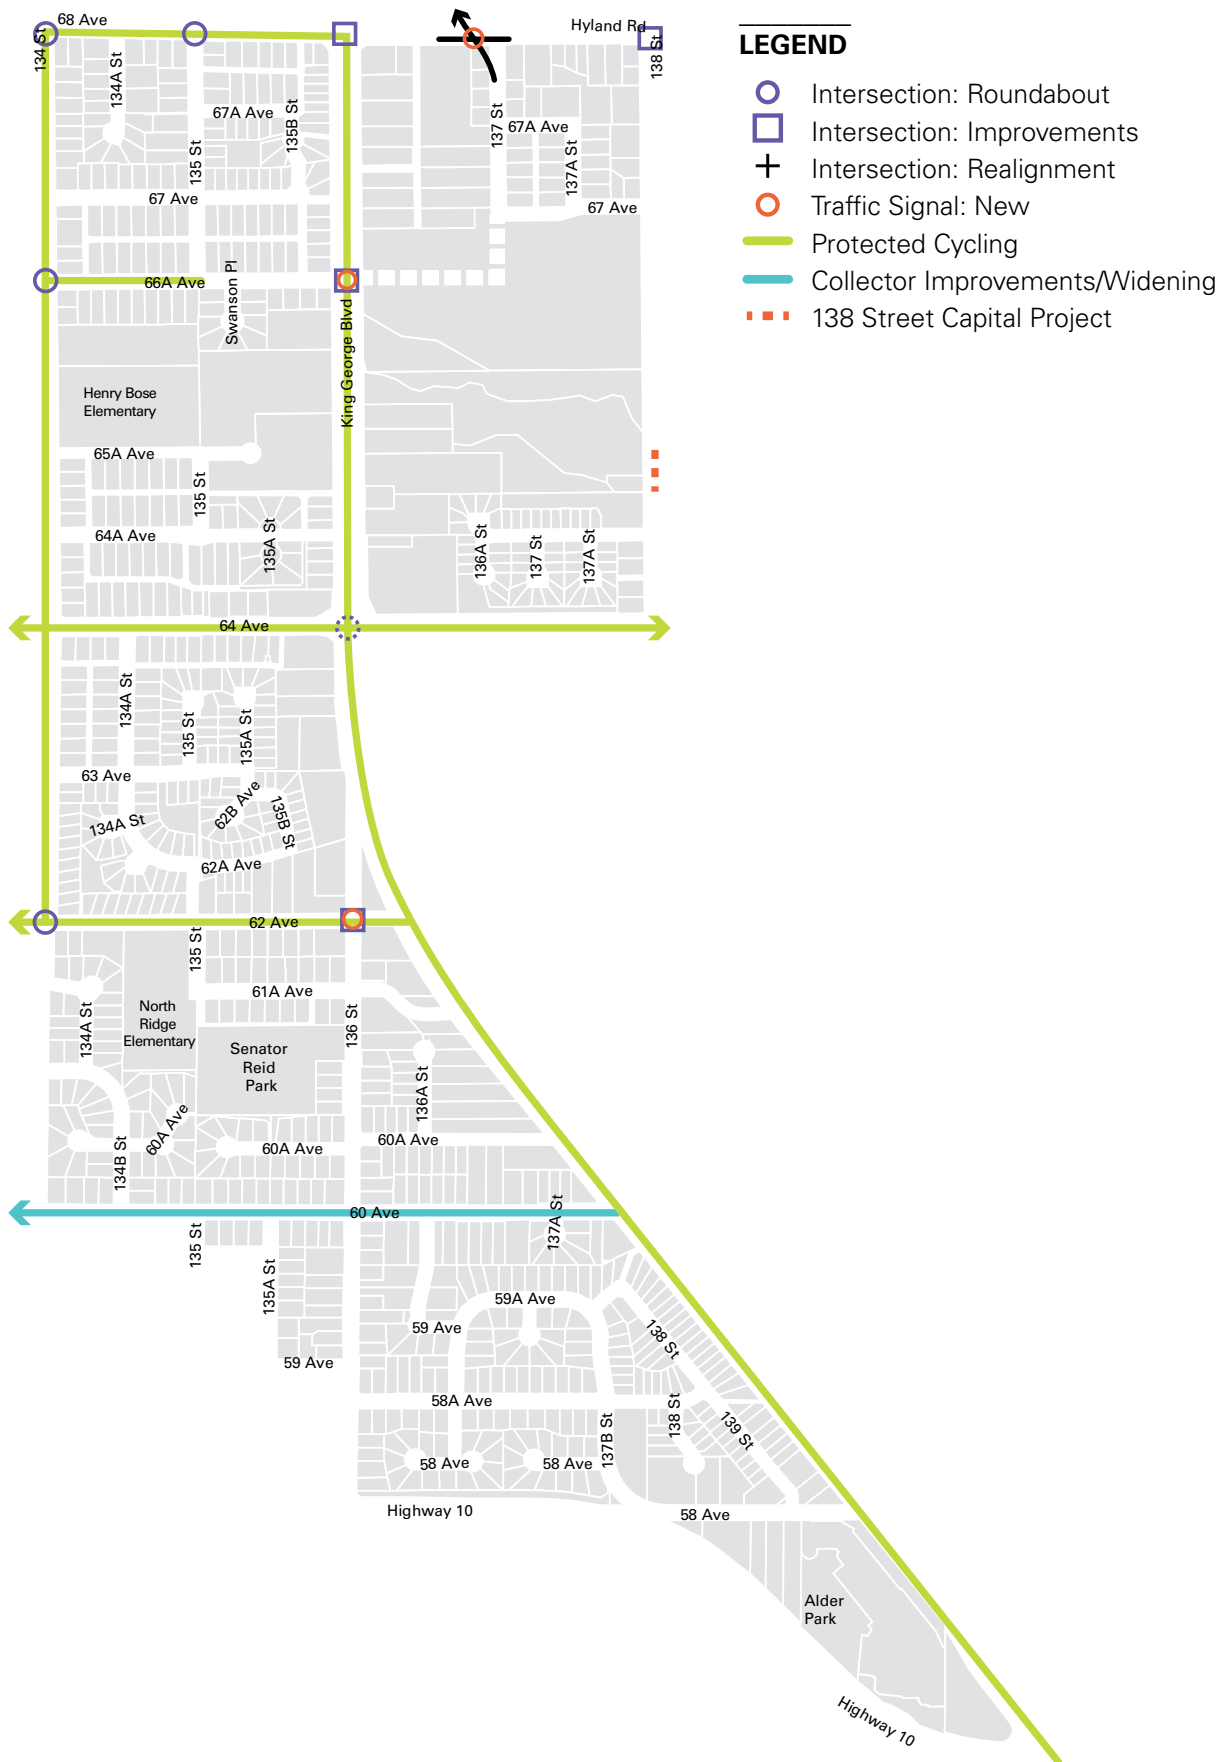 68 Ave
Hyland Rd
134 St
138 St
134A St
67A Ave
135B St
135 St
137 St
67A Ave
137A St
67 Ave
67 Ave
66A Ave
Swanson Pl
King George Blvd
Henry Bose
Elementary
65A Ave
135 St
64A Ave
135A St
136A St
137 St
137A St
64 Ave
134A St
135 St
135A St
63 Ave
62B Ave
135B St
134A St
62A Ave
62 Ave
135 St
61A Ave
134A St
North
Ridge
Elementary
136 St
Senator
Reid
Park
136A St
60A Ave
134B St
60A Ave
60A Ave
60 Ave
137A St
135 St
135A St
59A Ave
59 Ave
138 St
59 Ave
58A Ave
138 St
139 St
137B St
58 Ave
58 Ave
Highway 10
58 Ave
Alder
Park
Highway 10
LEGEND
Intersection: Roundabout
Intersection: Improvements
Intersection: Realignment
Traffic Signal: New
Protected Cycling
Collector Improvements/Widening
138 Street Capital Project